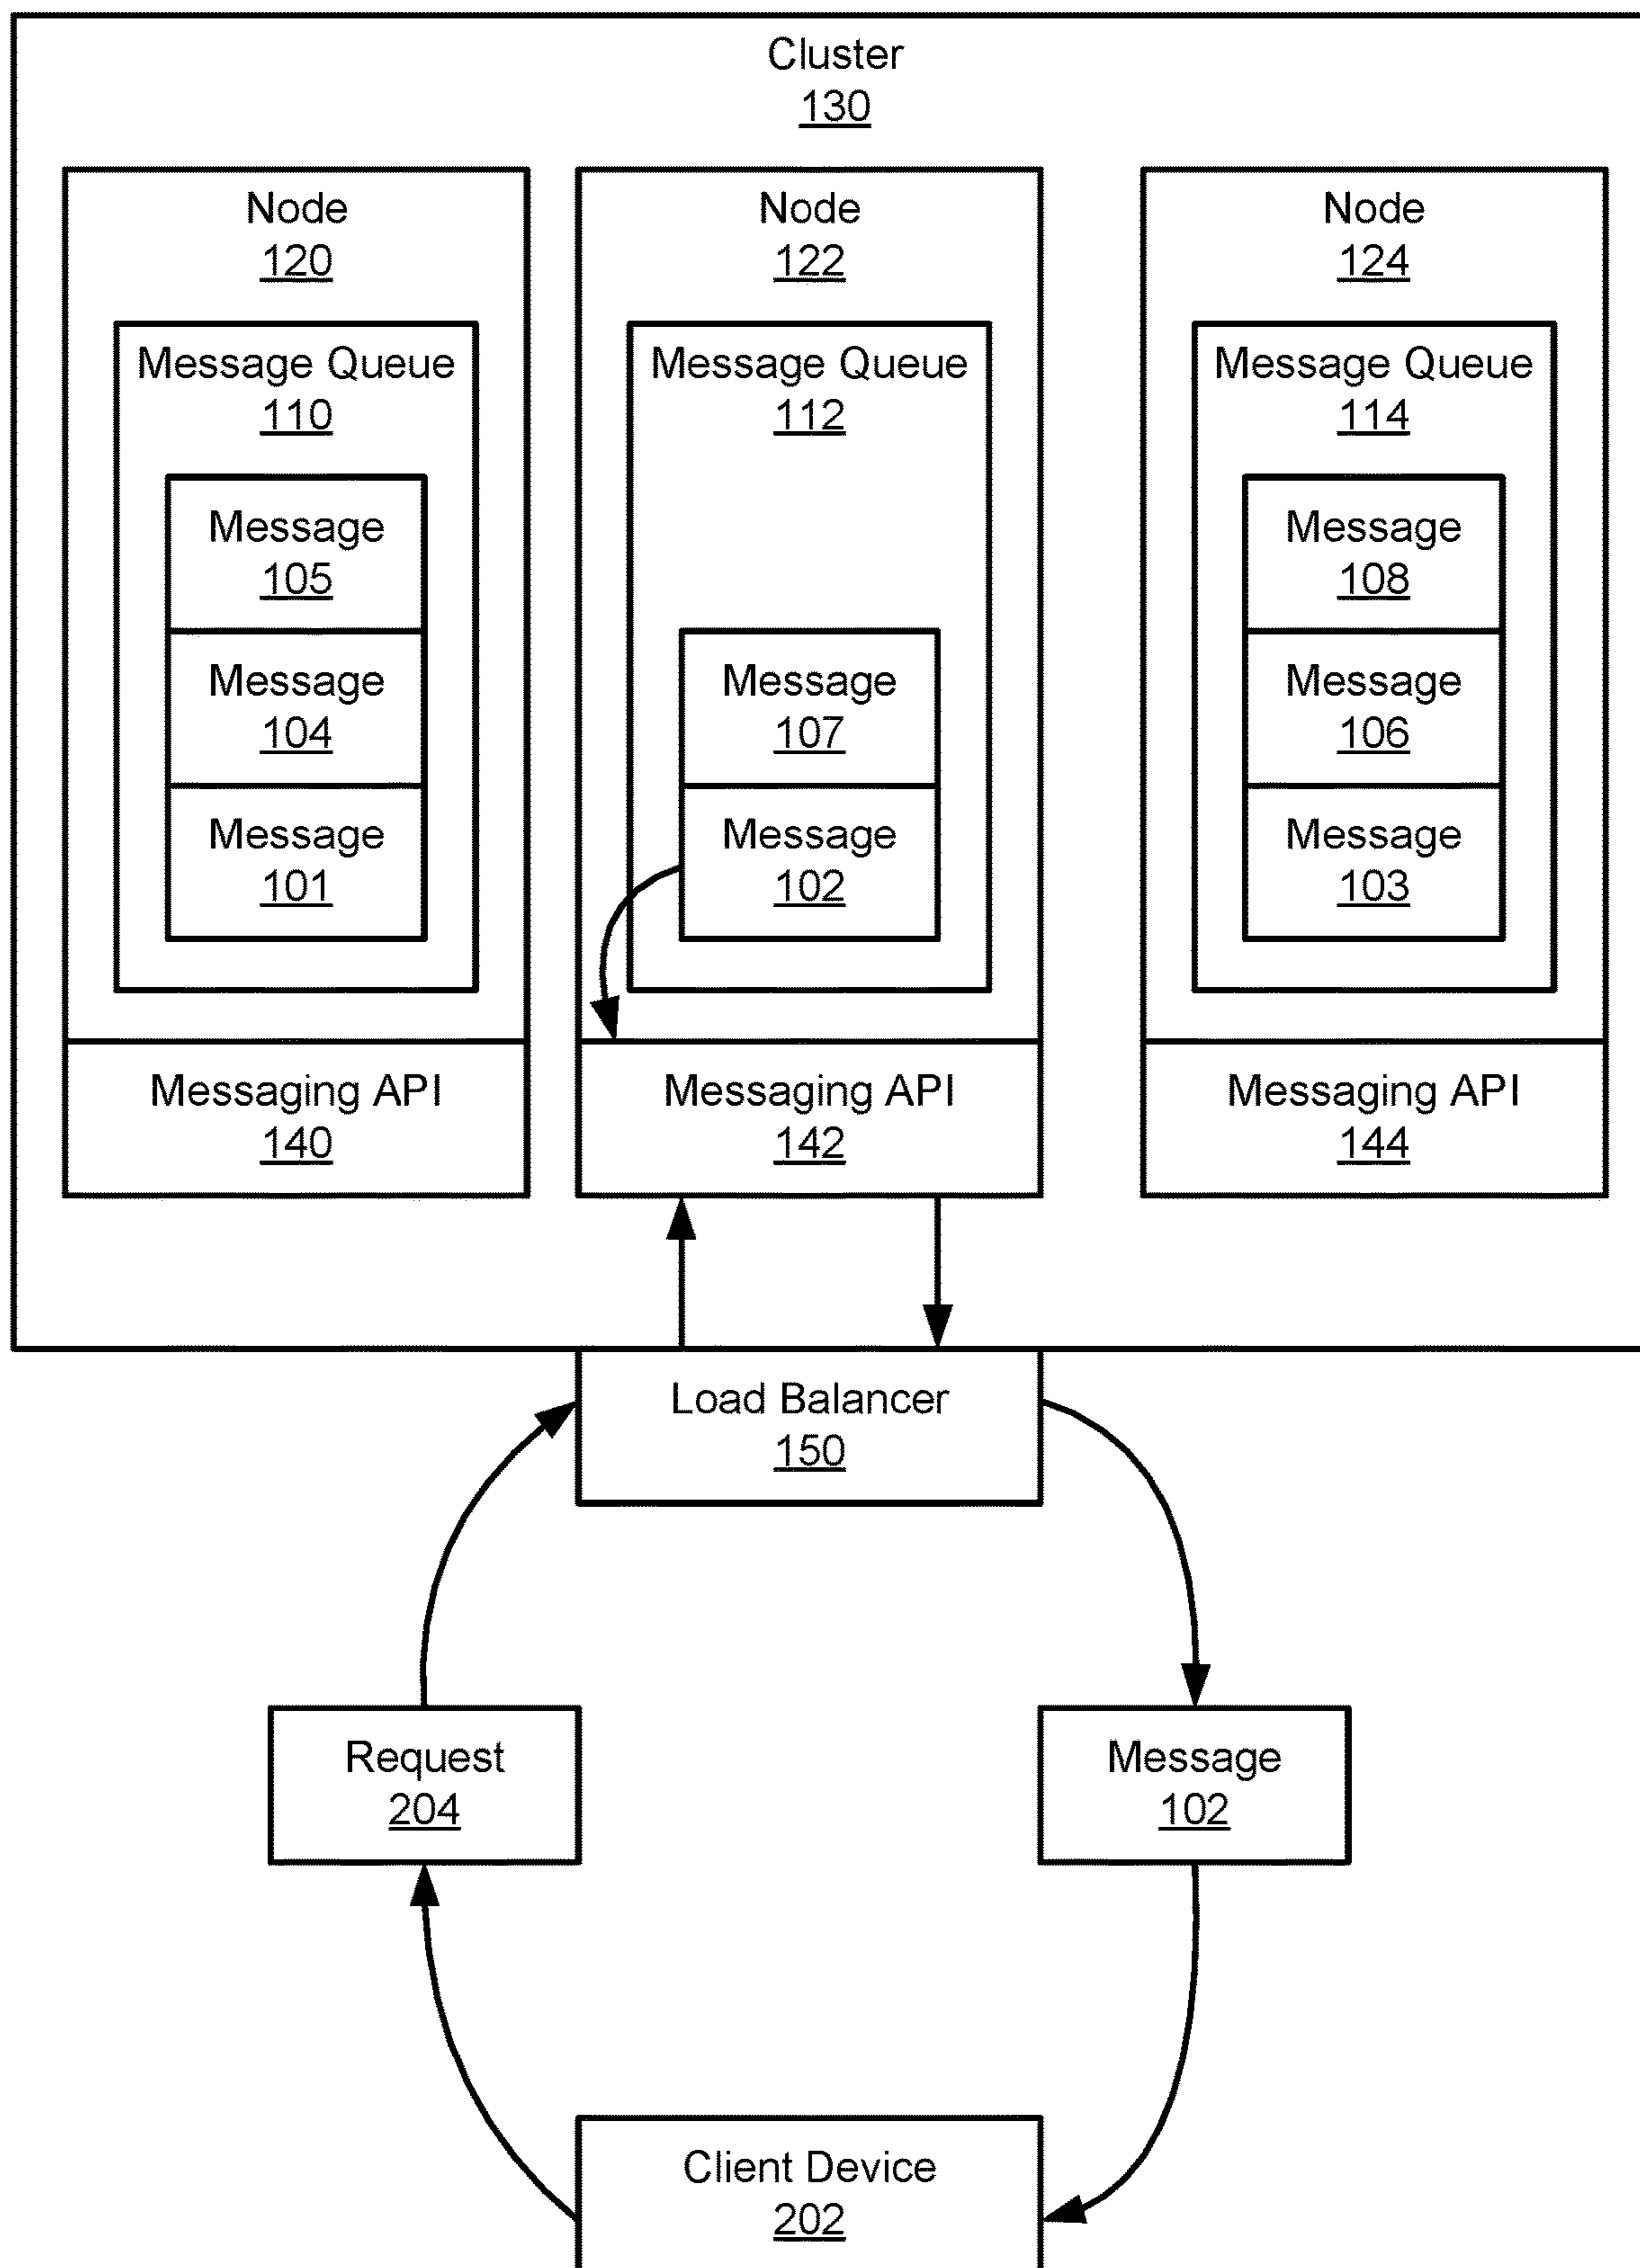 Cluster
130
Node
120
Message Queue
110
Message
105
Message
104
Message
101
Messaging API
140
Node
122
Message Queue
112
Message
107
Message
102
Messaging API
142
Node
124
Message Queue
114
Message
108
Message
106
Message
103
Messaging API
144
Load Balancer
150
Request
204
Message
102
Client Device
202